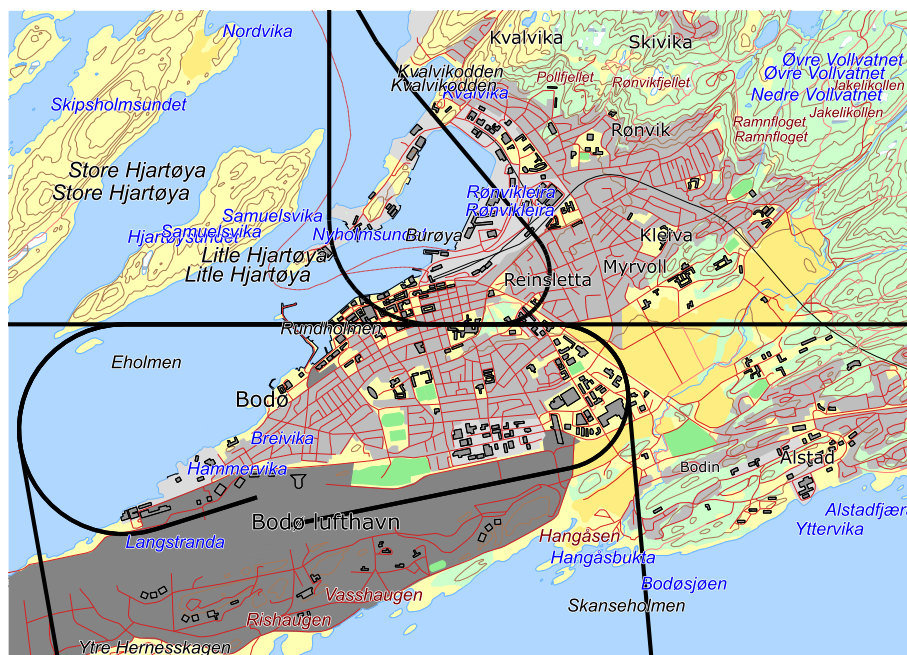 Nordvika
Kvalvika
Skivika
Øvre Vollvatnet
Øvre Vollvatnet
Kvalvikodden
Kvalvikodden
Pollfjellet
Rønvikfjellet
Jakelikollen
Kvalvika
Nedre Vollvatnet
Skipsholmsundet
Jakelikollen
Ramnfloget
Ramnfloget
Rønvik
Store Hjartøya
Store Hjartøya
Rønvikleira
Rønvikleira
Samuelsvika
Samuelsvika
Hjartøysundet
Nyholmsundet
Burøya
Kleiva
Litle Hjartøya
Litle Hjartøya
Myrvoll
Reinsletta
Rundholmen
Eholmen
Bodø
Breivika
Hammervika
Bodin
Alstad
Bodø lufthavn
Alstadfjæra
Yttervika
Langstranda
Hangåsen
Hangåsbukta
Bodøsjøen
Vasshaugen
Skanseholmen
Rishaugen
Ytre Hernesskagen